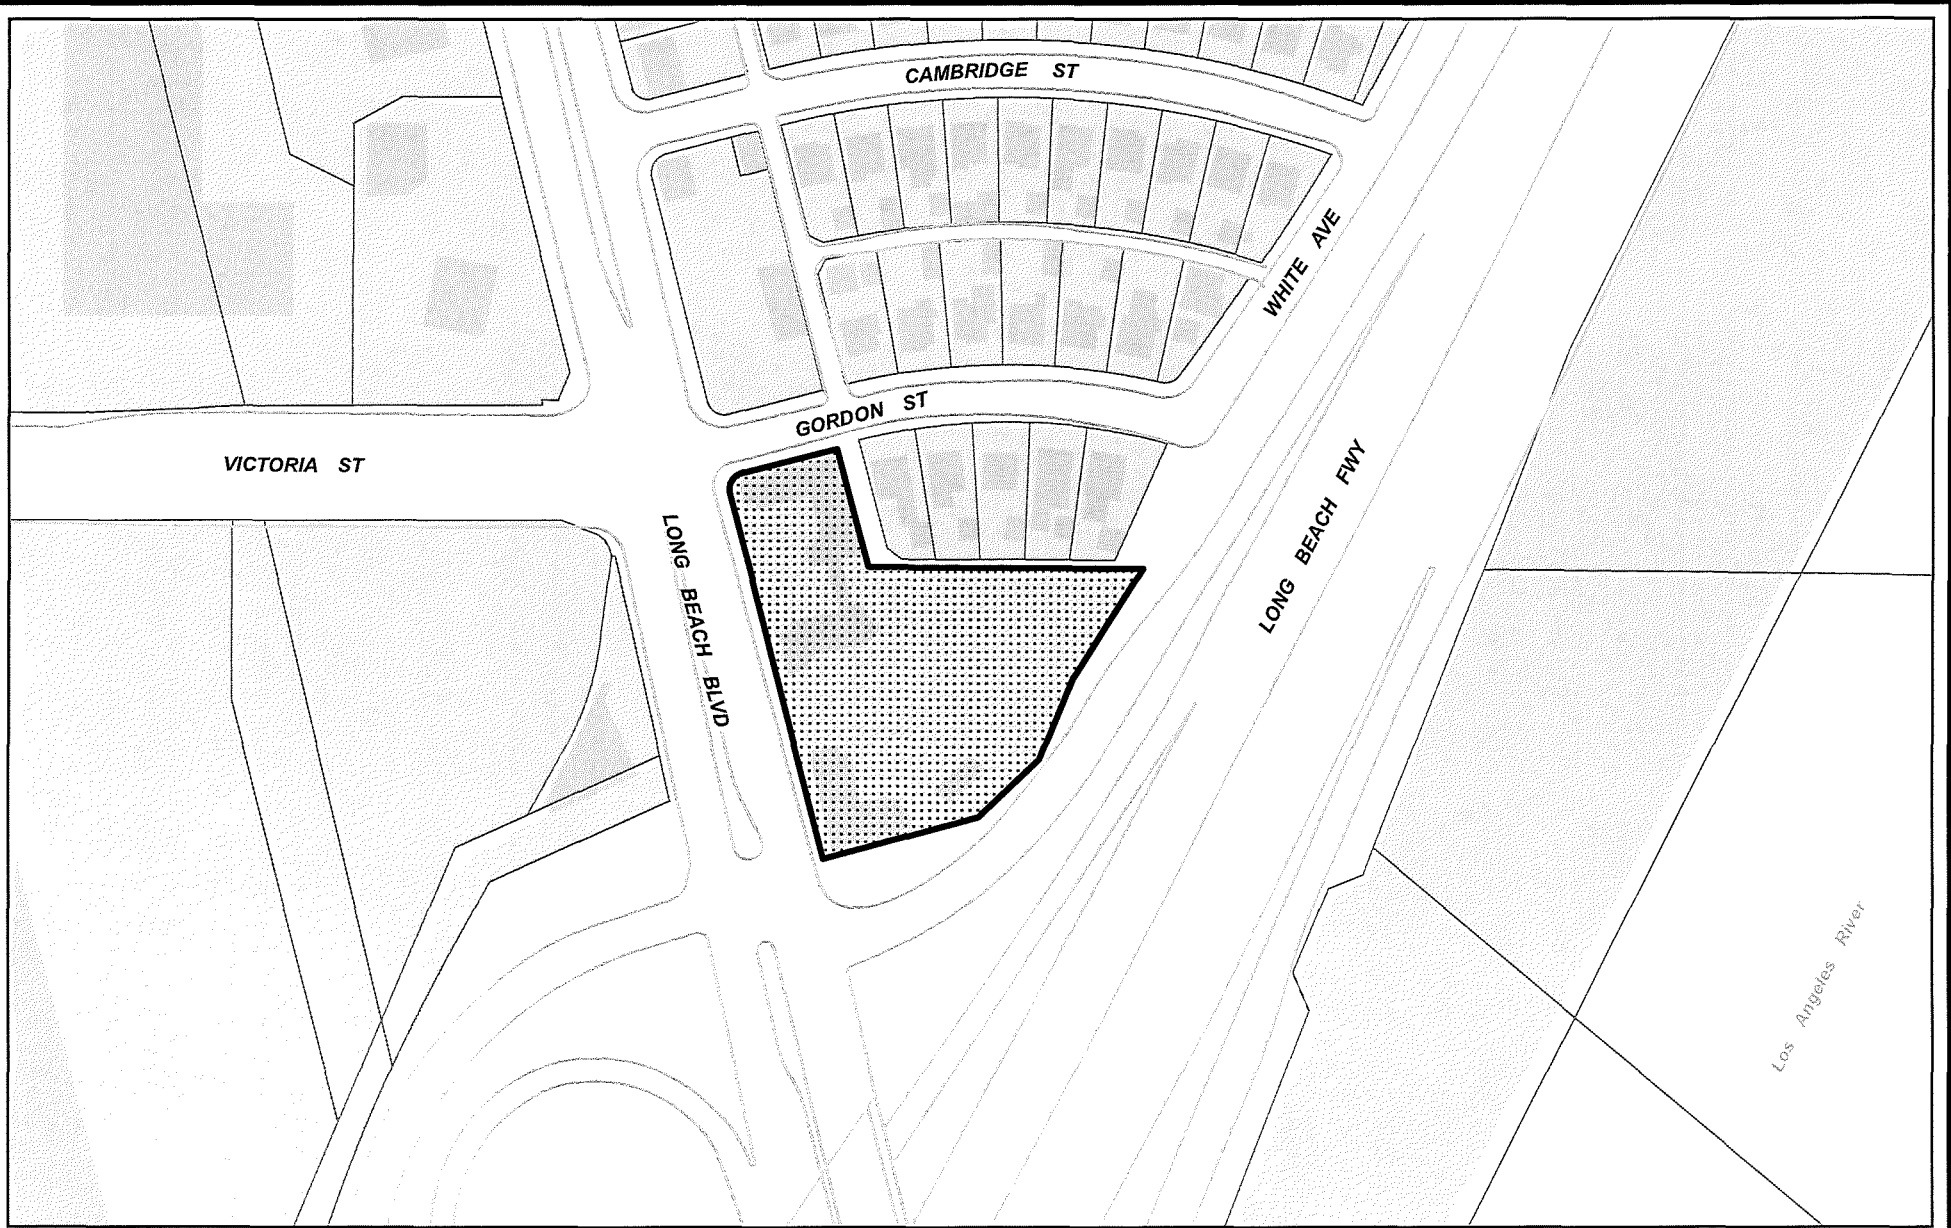 CAMBRIDGE ST
WHITE AVE
GORDON ST
VICTORIA ST
LONG BEACH FWY
LONG BEACH BLVD
Los Angeles River